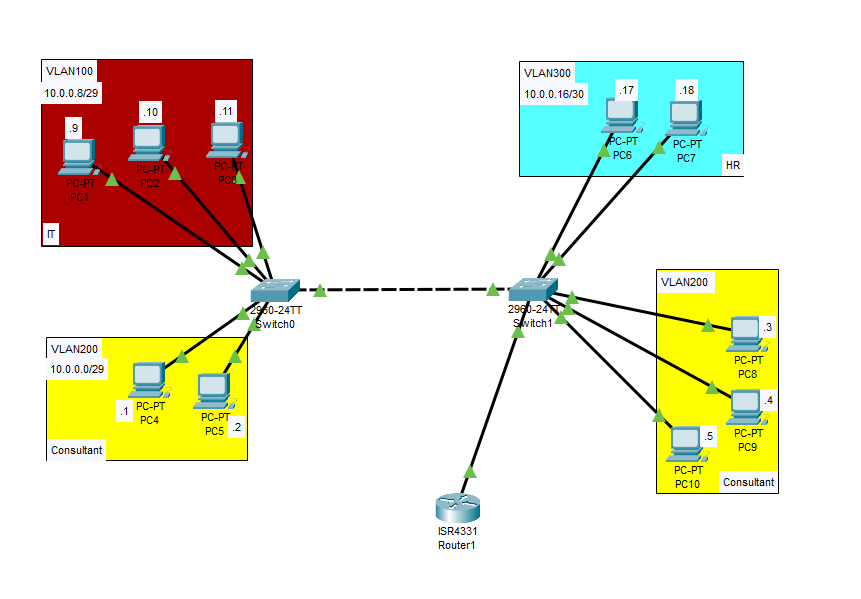 VLAN100
10.0.0.8/29
.9
.10
.11
PC-PT
PC1
PC-PT
PC2
PC-PT
PC3
IT
VLAN300
10.0.0.16/30
.17
.18
PC-PT
PC6
PC-PT
PC7
HR
2960-24TT
Switch0
2960-24TT
Switch1
VLAN200
10.0.0.0/29
.1
PC-PT
PC4
PC-PT
PC5
.2
Consultant
VLAN200
.3
PC-PT
PC8
.4
PC-PT
PC9
.5
PC-PT
PC10
Consultant
ISR4331
Router1